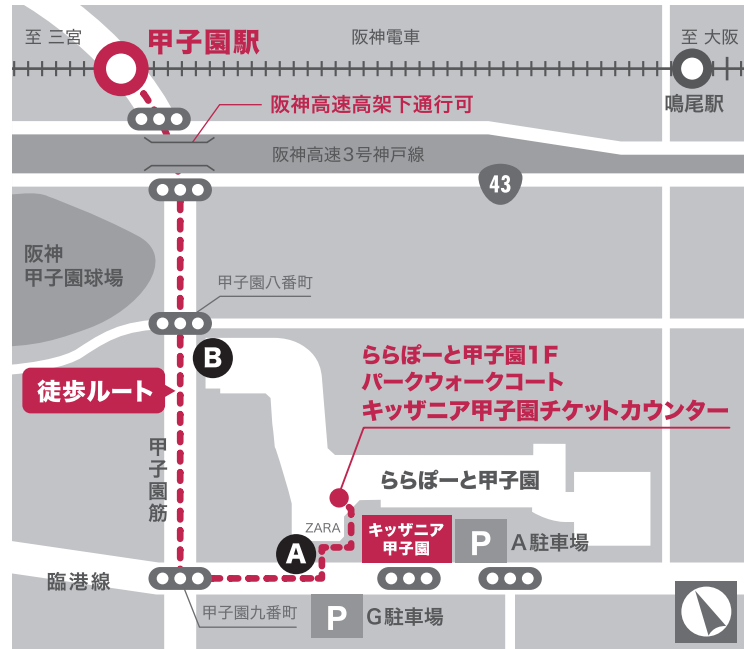 至 三宮
甲子園駅
阪神電車
至 大阪
鳴尾駅
阪神高速高架下通行可
阪神高速3号神戸線
43
阪神
甲子園球場
甲子園八番町
B
ららぽーと甲子園1F
パークウォークコート
キッザニア甲子園チケットカウンター
徒歩ルート
甲子園筋
ららぽーと甲子園
ZARA
キッザニア
甲子園
P
A駐車場
A
臨港線
甲子園九番町
P
G駐車場